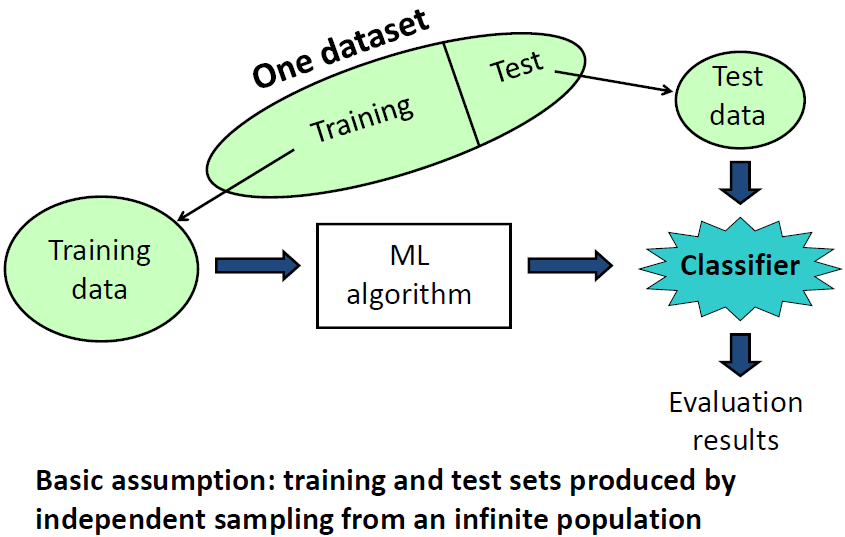 One dataset
Training
Test
Test
data
Training
data
ML
algorithm
Classifier
Evaluation
results
Basic assumption: training and test sets produced by
independent sampling from an infinite population